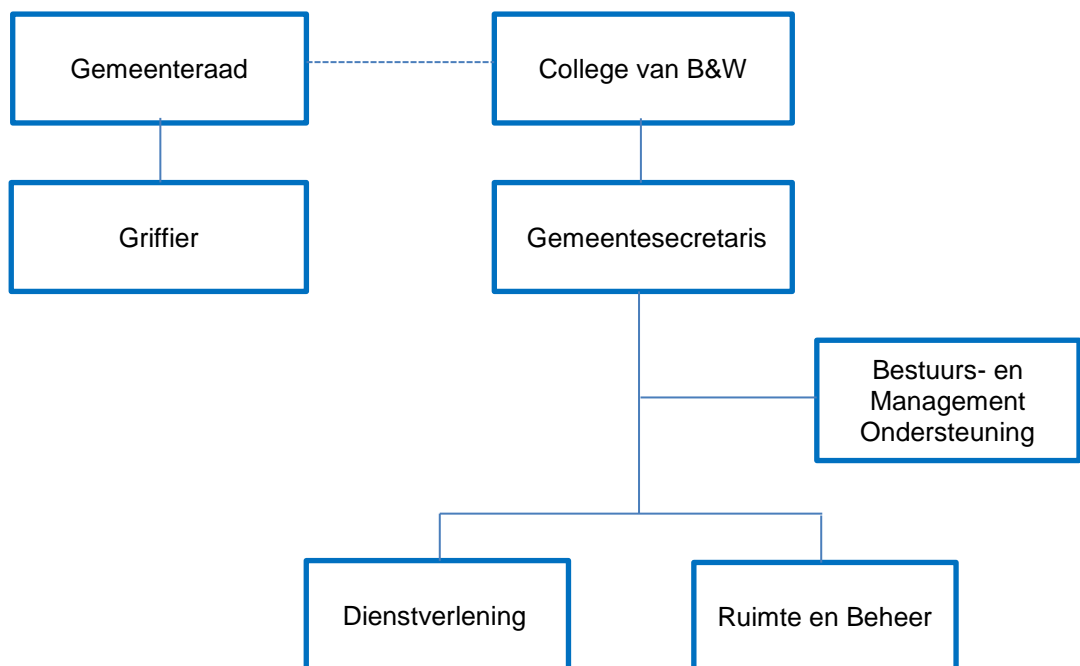 Gemeenteraad
College van B&W
Griffier
Gemeentesecretaris
Bestuurs- en
Management
Ondersteuning
Dienstverlening
Ruimte en Beheer